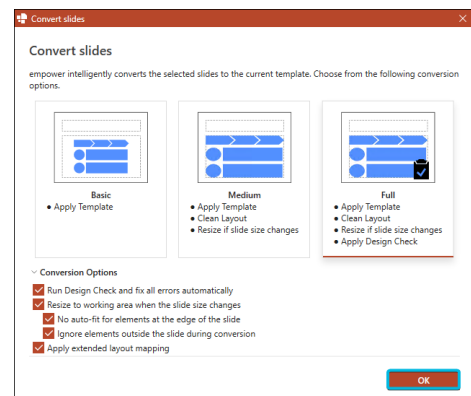 Convert slides
Convert slides
empower intelligently converts the selected slides to the current template. Choose from the following conversion
options.
Basic
● Apply Template
Medium
● Apply Template
● Clean Layout
● Resize if slide size changes
Full
● Apply Template
● Clean Layout
● Resize if slide size changes
● Apply Design Check
Conversion Options
Run Design Check and fix all errors automatically
Resize to working area when the slide size changes
No auto-fit for elements at the edge of the slide
Ignore elements outside the slide during conversion
Apply extended layout mapping
OK